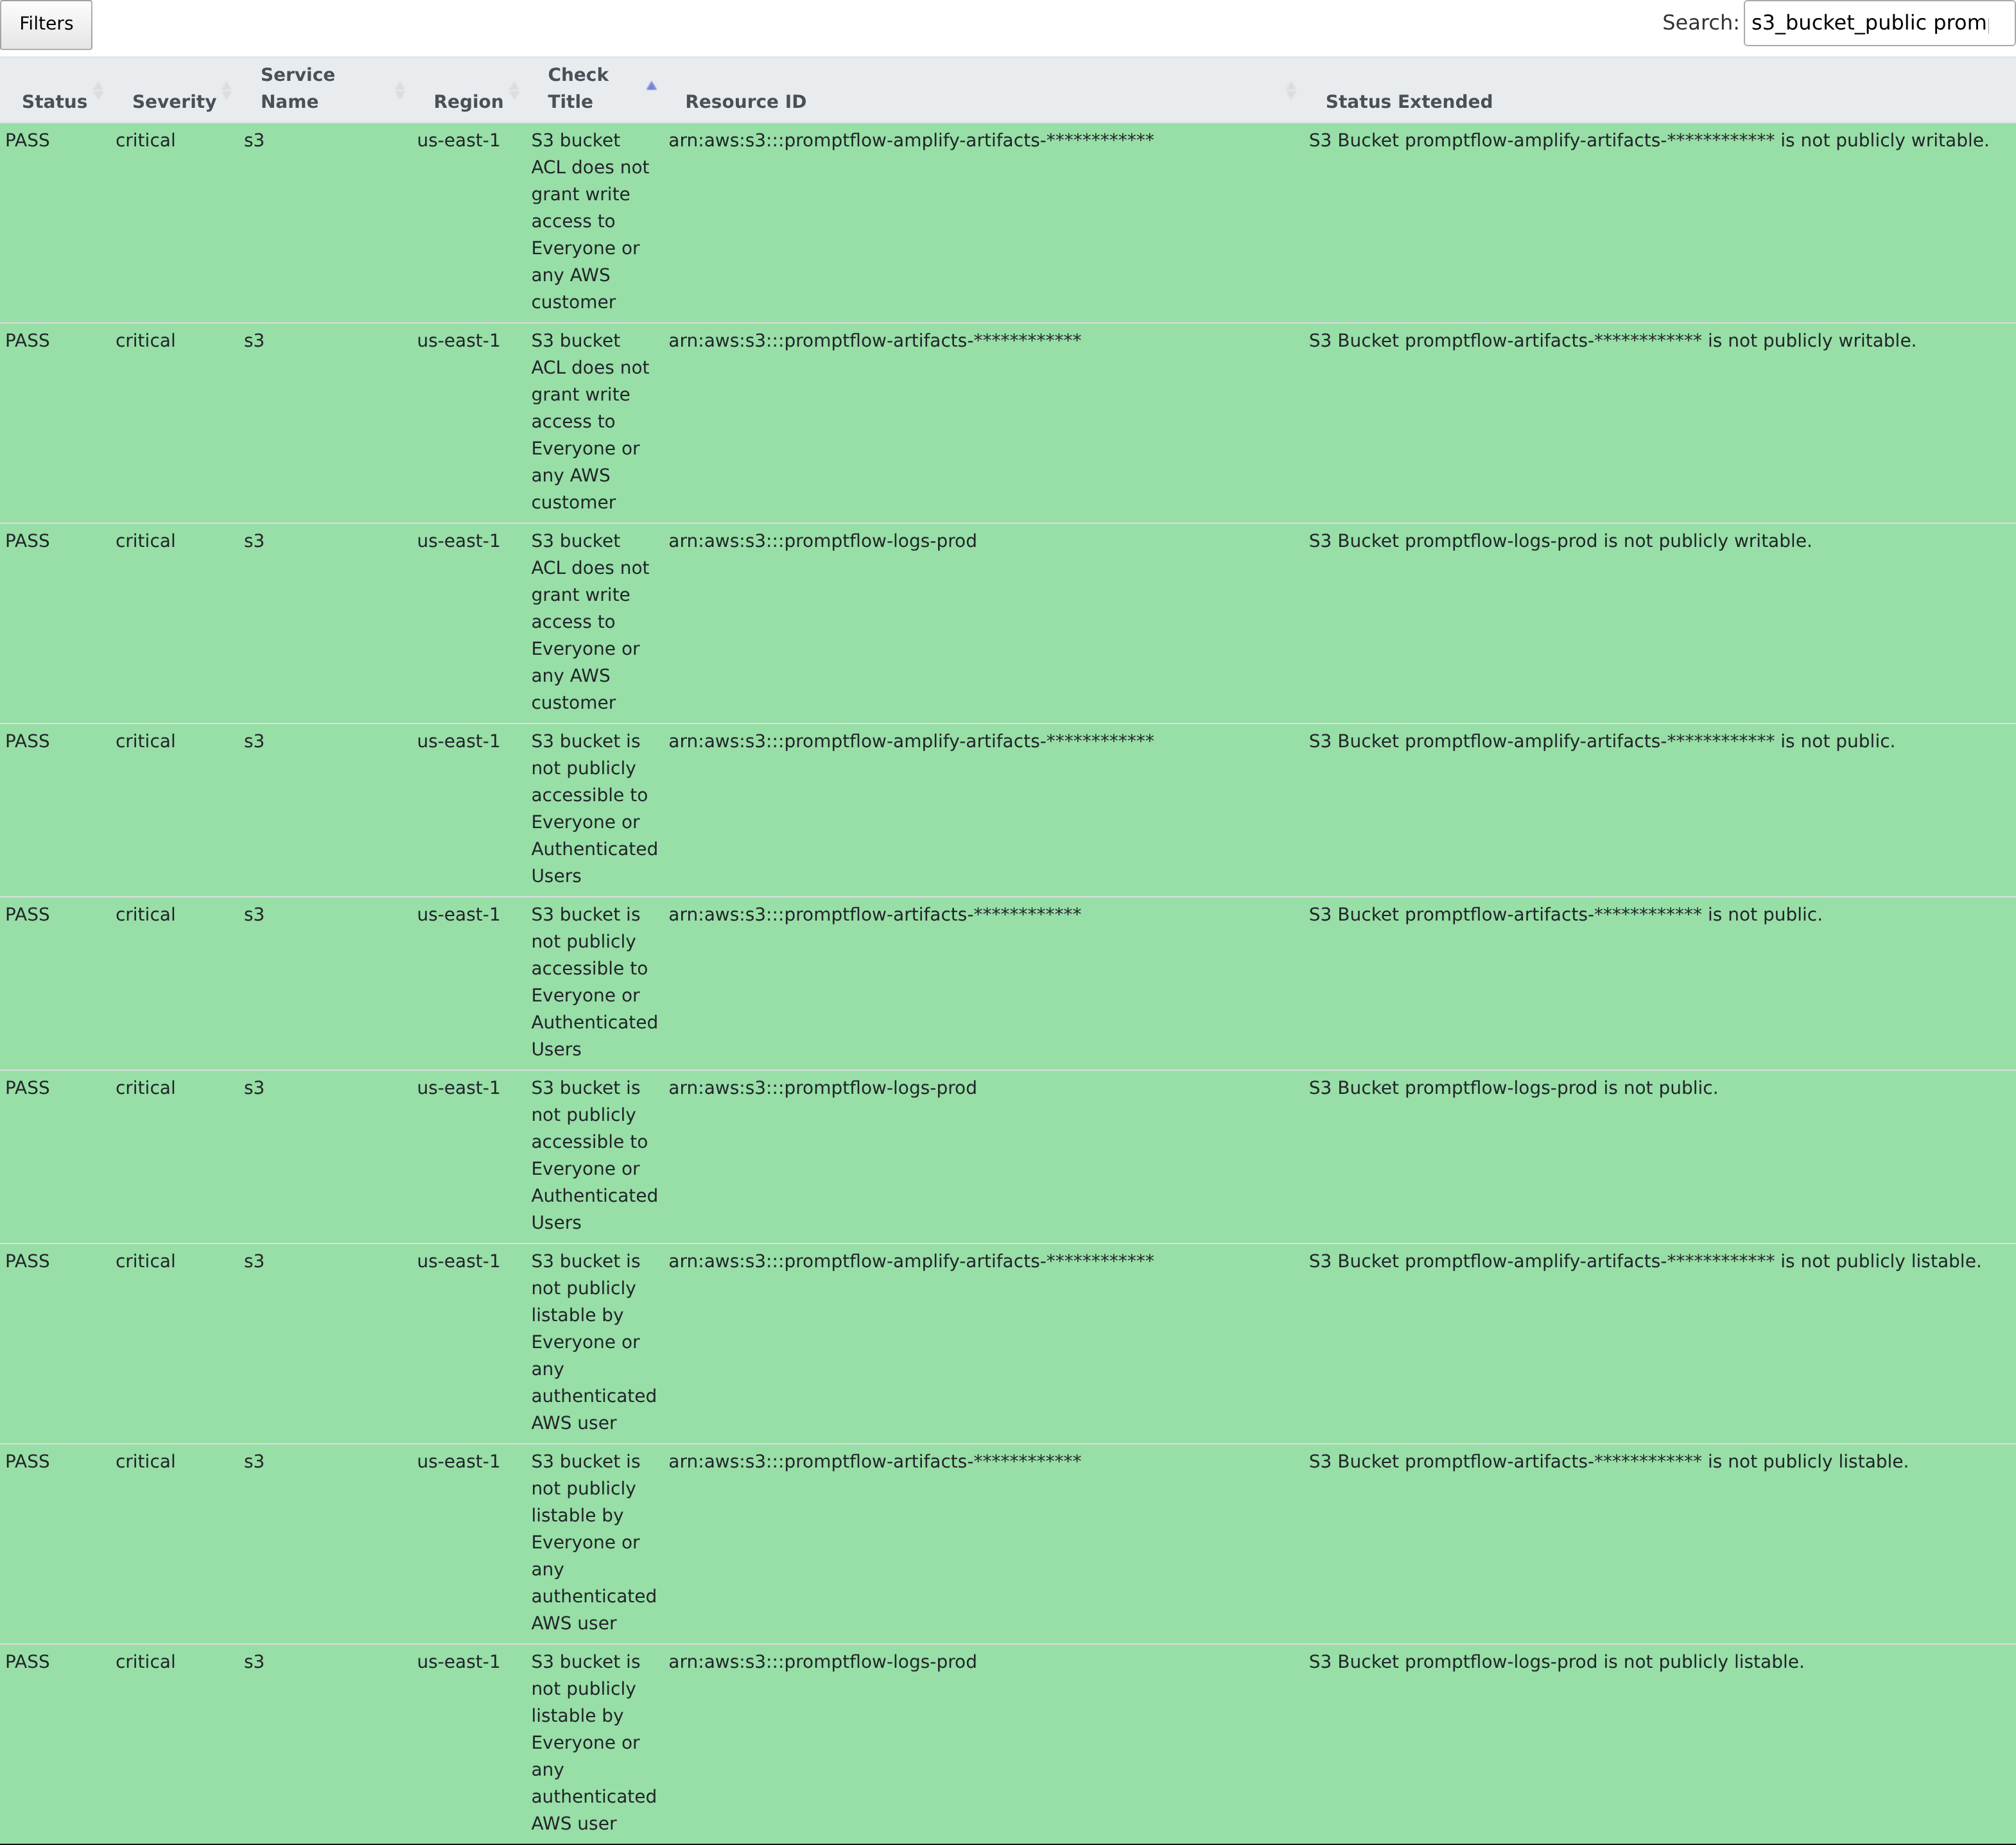 Filters
Search: s3_bucket_public prom
Status Severity Service Name Region Check Title Resource ID Status Extended
PASS critical s3 us-east-1 S3 bucket arn:aws:s3:::promptflow-amplify-artifacts-************ S3 Bucket promptflow-amplify-artifacts-************ is not publicly writable.
ACL does not
grant write
access to
Everyone or
any AWS
customer
PASS critical s3 us-east-1 S3 bucket arn:aws:s3:::promptflow-artifacts-************ S3 Bucket promptflow-artifacts-************ is not publicly writable.
ACL does not
grant write
access to
Everyone or
any AWS
customer
PASS critical s3 us-east-1 S3 bucket arn:aws:s3:::promptflow-logs-prod S3 Bucket promptflow-logs-prod is not publicly writable.
ACL does not
grant write
access to
Everyone or
any AWS
customer
PASS critical s3 us-east-1 S3 bucket is arn:aws:s3:::promptflow-amplify-artifacts-************ S3 Bucket promptflow-amplify-artifacts-************ is not public.
not publicly
accessible to
Everyone or
Authenticated
Users
PASS critical s3 us-east-1 S3 bucket is arn:aws:s3:::promptflow-artifacts-************ S3 Bucket promptflow-artifacts-************ is not public.
not publicly
accessible to
Everyone or
Authenticated
Users
PASS critical s3 us-east-1 S3 bucket is arn:aws:s3:::promptflow-logs-prod S3 Bucket promptflow-logs-prod is not public.
not publicly
accessible to
Everyone or
Authenticated
Users
PASS critical s3 us-east-1 S3 bucket is arn:aws:s3:::promptflow-amplify-artifacts-************ S3 Bucket promptflow-amplify-artifacts-************ is not publicly listable.
not publicly
listable by
Everyone or
any
authenticated
AWS user
PASS critical s3 us-east-1 S3 bucket is arn:aws:s3:::promptflow-artifacts-************ S3 Bucket promptflow-artifacts-************ is not publicly listable.
not publicly
listable by
Everyone or
any
authenticated
AWS user
PASS critical s3 us-east-1 S3 bucket is arn:aws:s3:::promptflow-logs-prod S3 Bucket promptflow-logs-prod is not publicly listable.
not publicly
listable by
Everyone or
any
authenticated
AWS user